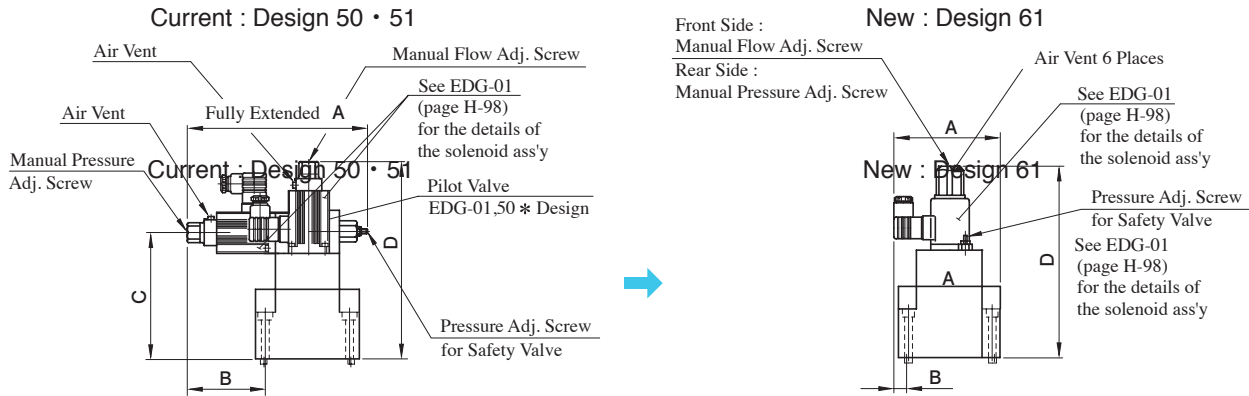 Current : Design 50・51
Air Vent
Manual Flow Adj. Screw
See EDG-01
(page H-98)
for the details of
the solenoid ass'y
Air Vent
Fully Extended
A
Manual Pressure
Adj. Screw
Current : Design 50・51
Pilot Valve
EDG-01,50＊Design
D
C
B
Pressure Adj. Screw
for Safety Valve
New : Design 61
Front Side :
Manual Flow Adj. Screw
Rear Side :
Manual Pressure Adj. Screw
Air Vent 6 Places
See EDG-01
(page H-98)
for the details of
the solenoid ass'y
A
New : Design 61
Pressure Adj. Screw
for Safety Valve
See EDG-01
(page H-98)
for the details of
the solenoid ass'y
D
A
B